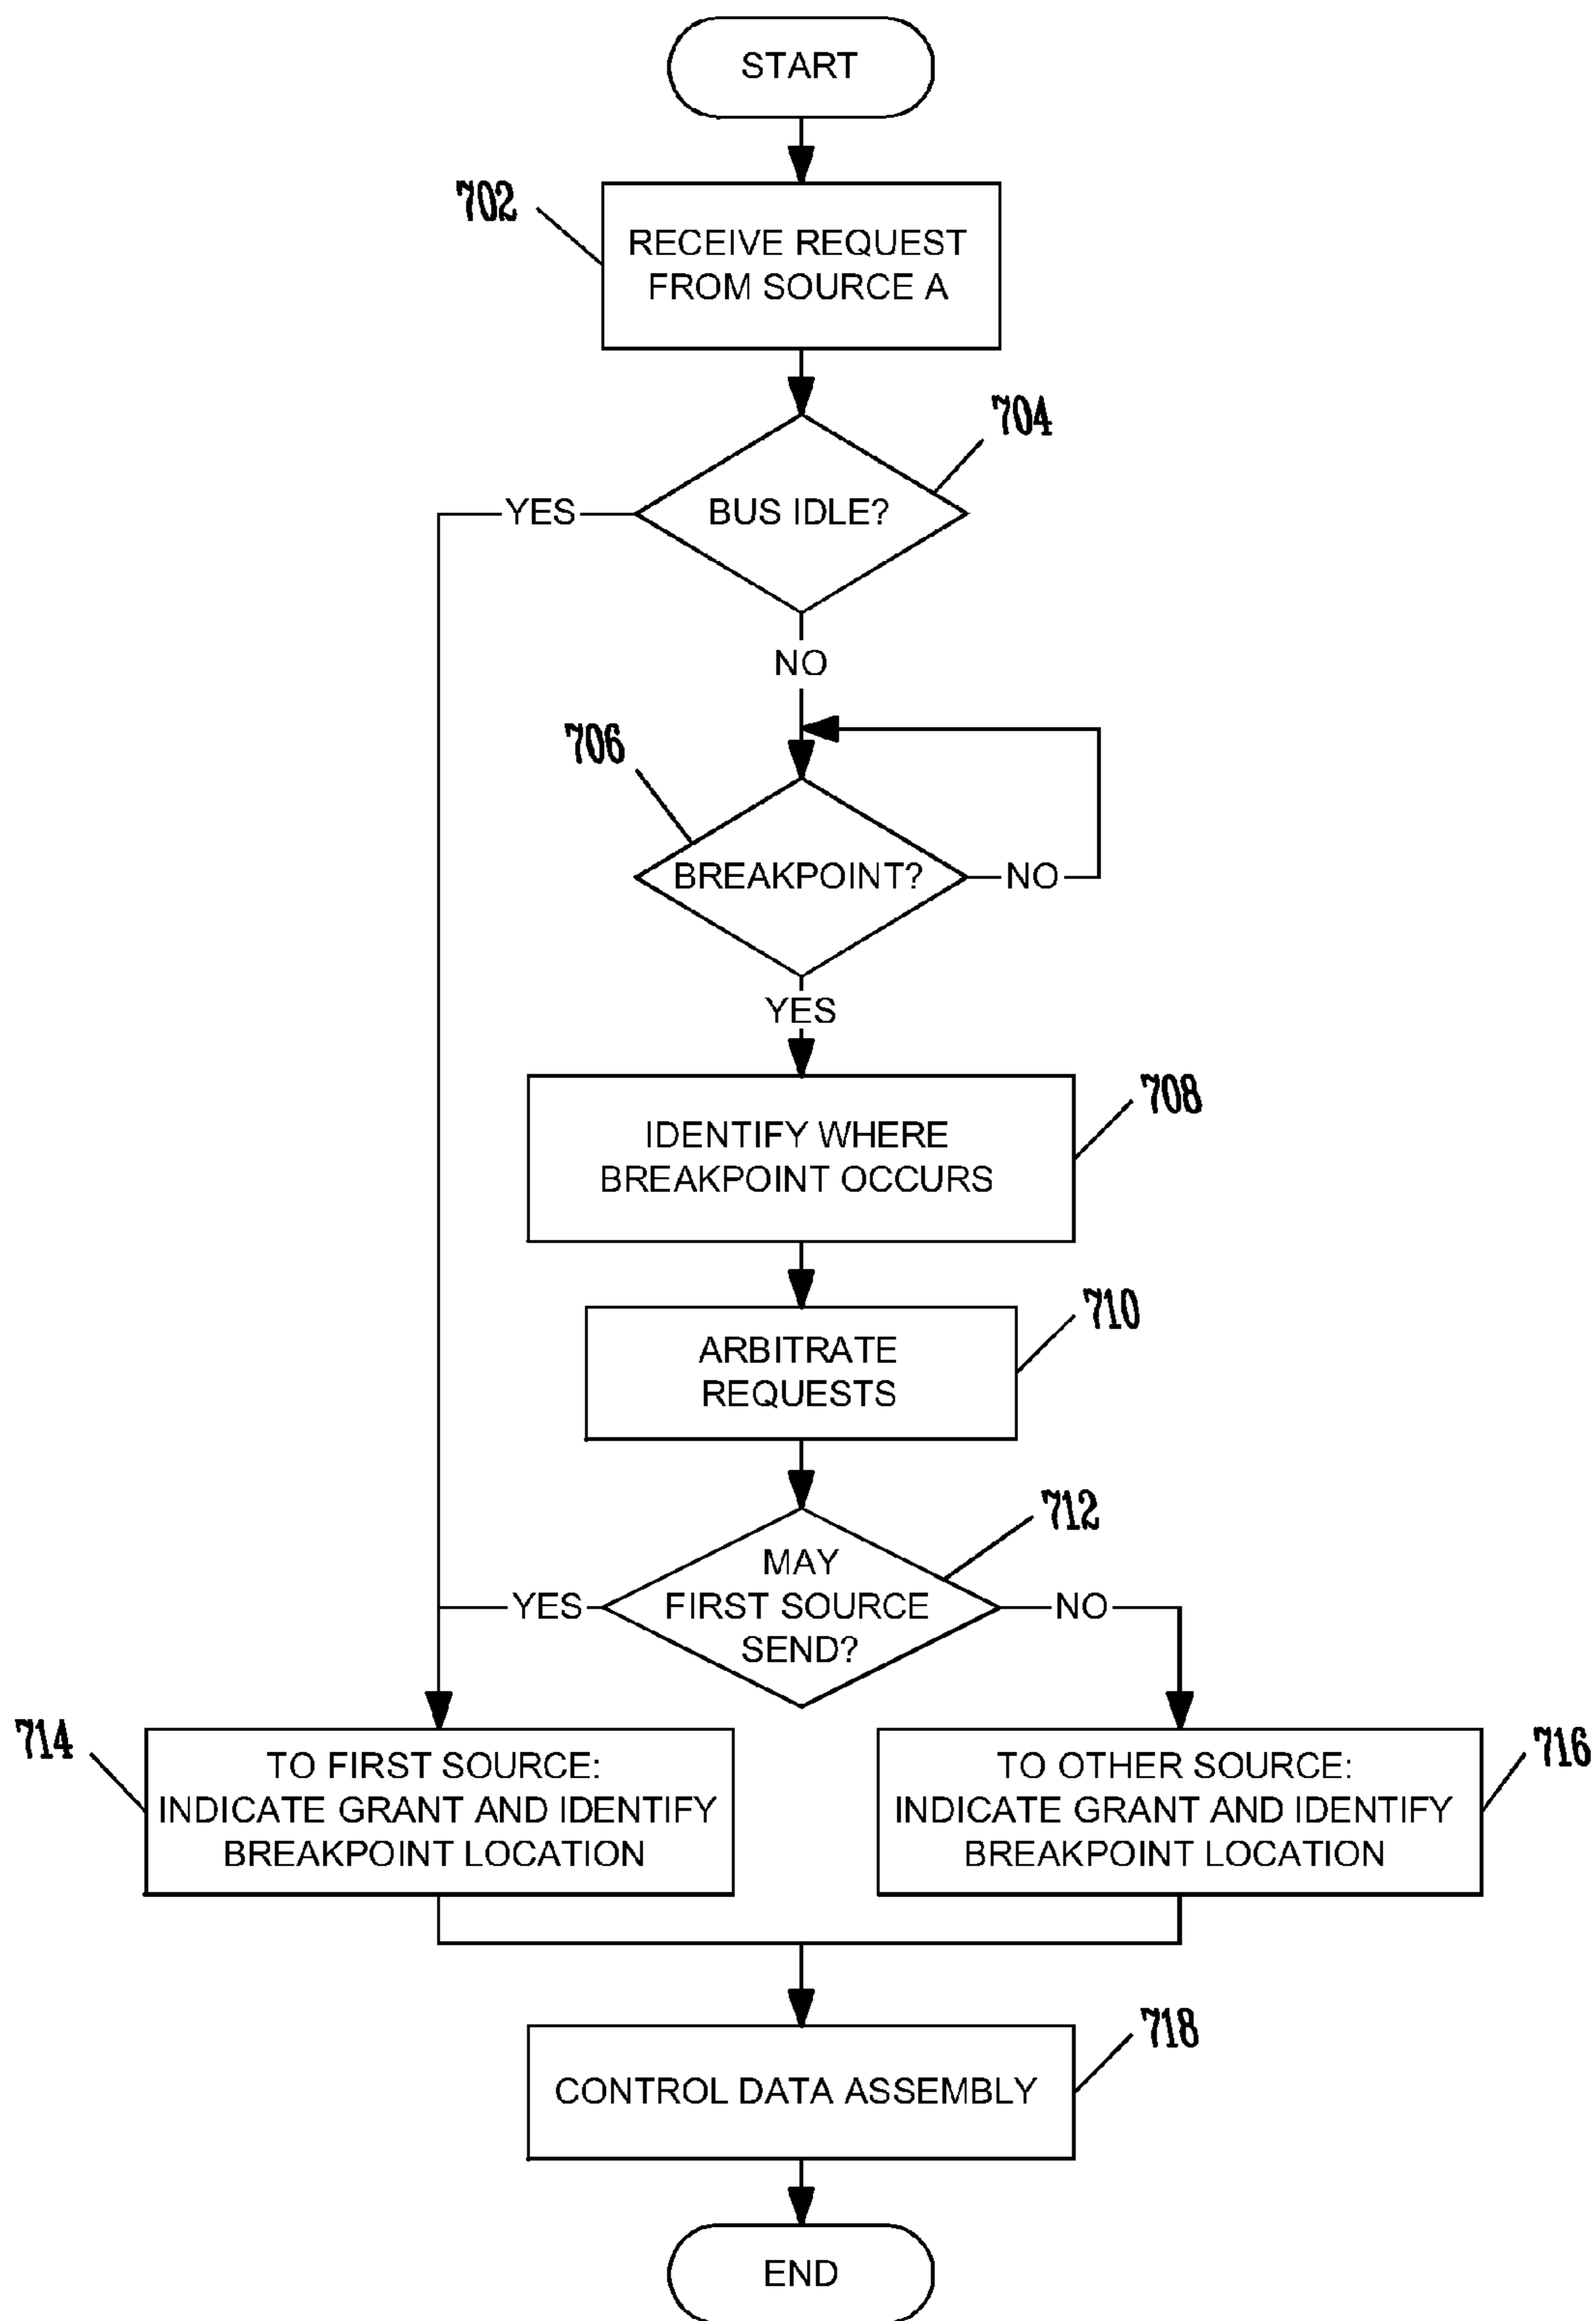 START
702
RECEIVE REQUEST
FROM SOURCE A
704
YES
BUS IDLE?
NO
706
BREAKPOINT?
NO
YES
708
IDENTIFY WHERE
BREAKPOINT OCCURS
710
ARBITRATE
REQUESTS
712
MAY
FIRST SOURCE
SEND?
YES
NO
714
TO FIRST SOURCE:
INDICATE GRANT AND IDENTIFY
BREAKPOINT LOCATION
716
TO OTHER SOURCE:
INDICATE GRANT AND IDENTIFY
BREAKPOINT LOCATION
718
CONTROL DATA ASSEMBLY
END